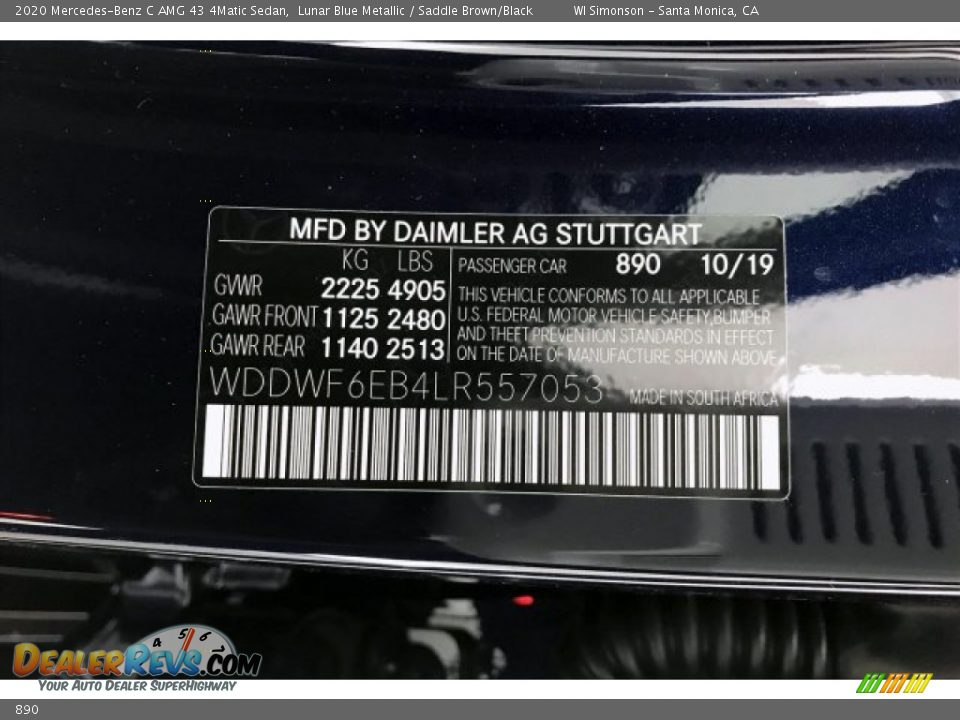 2020 Mercedes-Benz C AMG 43 4Matic Sedan, Lunar Blue Metallic / Saddle Brown/Black WI Simonson - Santa Monica, CA
MFD BY DAIMLER AG STUTTGART
KG LBS
GVWR 2225 4905
GAWR FRONT 1125 2480
GAWR REAR 1140 2513
PASSENGER CAR 890 10/19
THIS VEHICLE CONFORMS TO ALL APPLICABLE
U.S. FEDERAL MOTOR VEHICLE SAFETY,BUMPER
AND THEFT PREVENTION STANDARDS IN EFFECT
ON THE DATE OF MANUFACTURE SHOWN ABOVE
WDDWF6EB4LR557053 MADE IN SOUTH AFRICA
4 5 6
DealerRevs.com
Your Auto Dealer SuperHighway
890